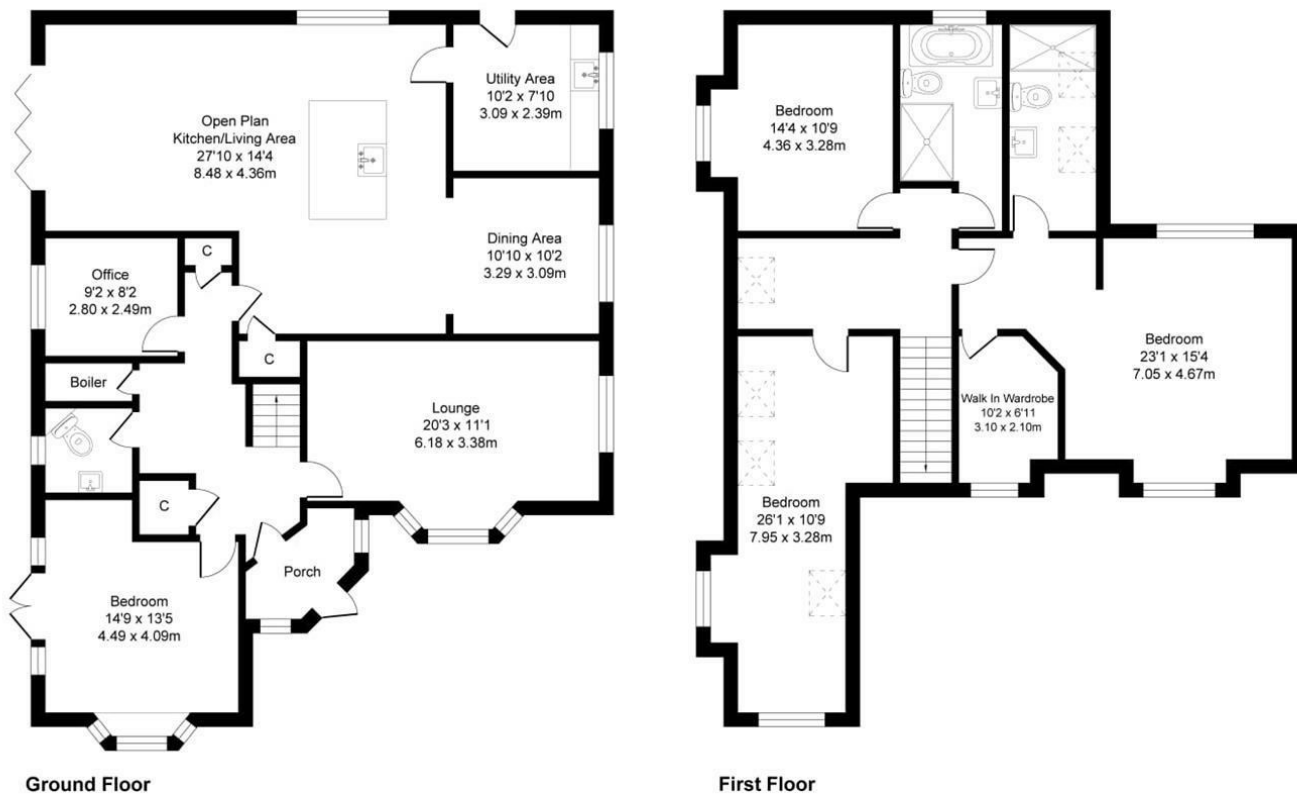 Open Plan
Kitchen/Living Area
27'10 x 14'4
8.48 x 4.36m
Utility Area
10'2 x 7'10
3.09 x 2.39m
Dining Area
10'10 x 10'2
3.29 x 3.09m
C
Office
9'2 x 8'2
2.80 x 2.49m
C
Boiler
Lounge
20'3 x 11'1
6.18 x 3.38m
C
Porch
Bedroom
14'9 x 13'5
4.49 x 4.09m
Ground Floor
Bedroom
14'4 x 10'9
4.36 x 3.28m
Bedroom
23'1 x 15'4
7.05 x 4.67m
Walk In Wardrobe
10'2 x 6'11
3.10 x 2.10m
Bedroom
26'1 x 10'9
7.95 x 3.28m
First Floor